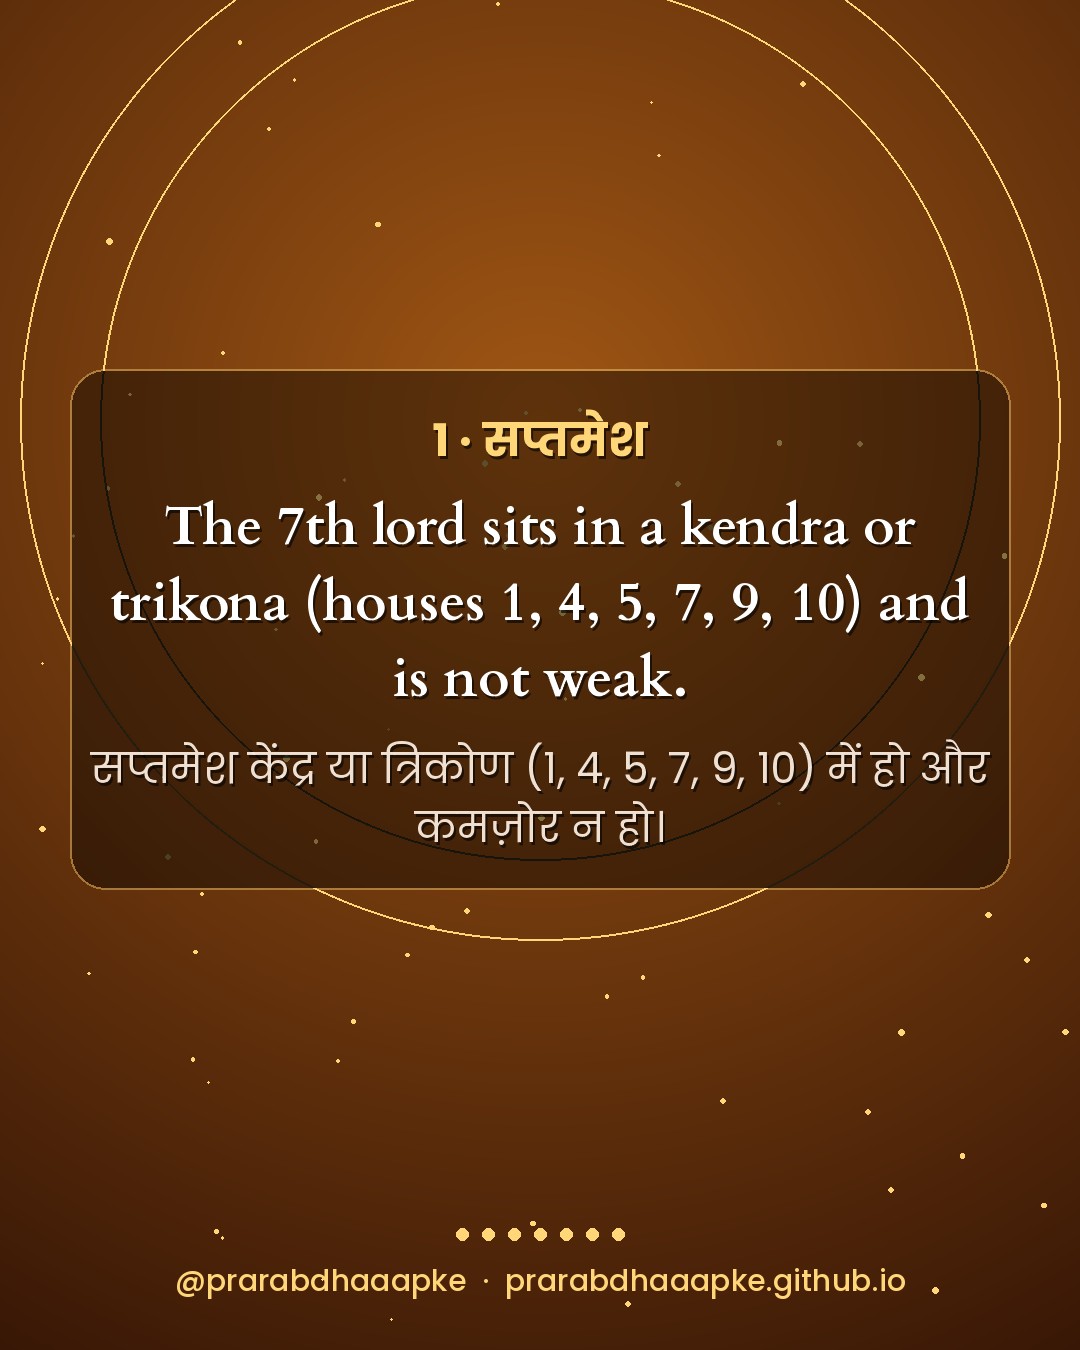 1 · सप्तमेश
The 7th lord sits in a kendra or
trikona (houses 1, 4, 5, 7, 9, 10) and
is not weak.
सप्तमेश केंद्र या त्रिकोण (1, 4, 5, 7, 9, 10) में हो और
कमज़ोर न हो।
@prarabdhaaapke · prarabdhaaapke.github.io